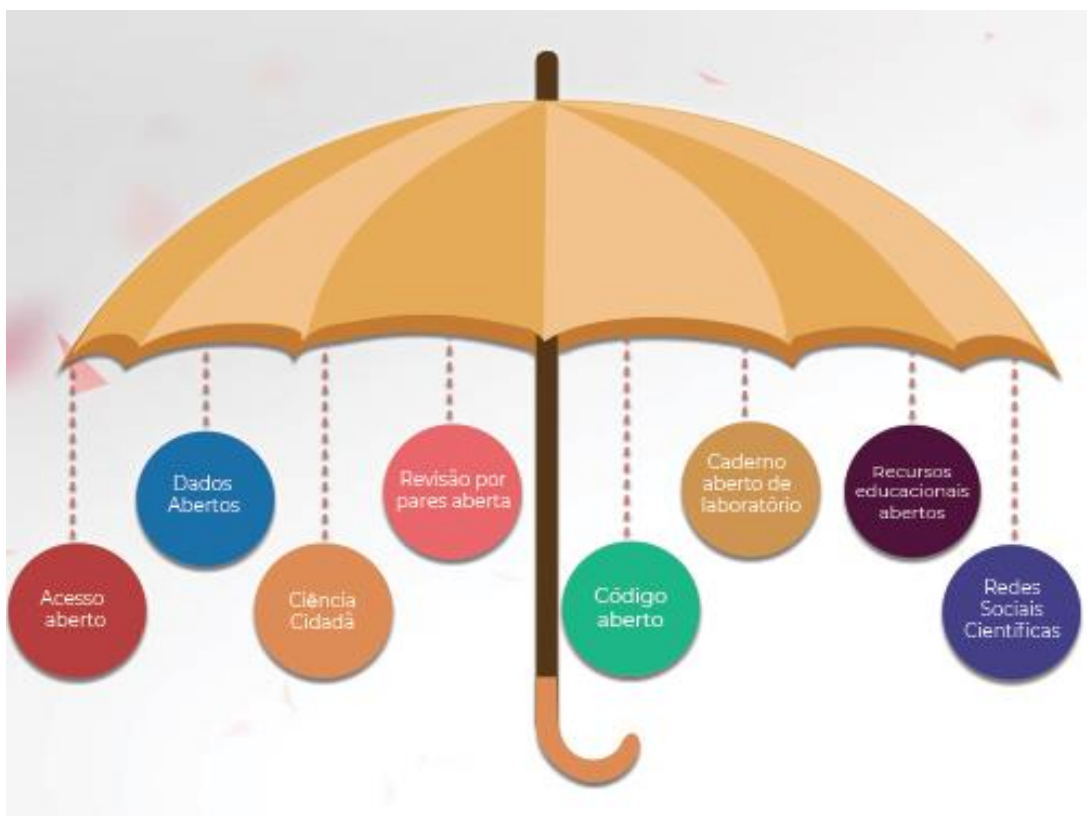 Acesso
aberto
Dados
Abertos
Ciência
Cidadã
Revisão por
pares aberta
Código
aberto
Caderno
aberto de
laboratório
Recursos
educacionais
abertos
Redes
Sociais
Científicas